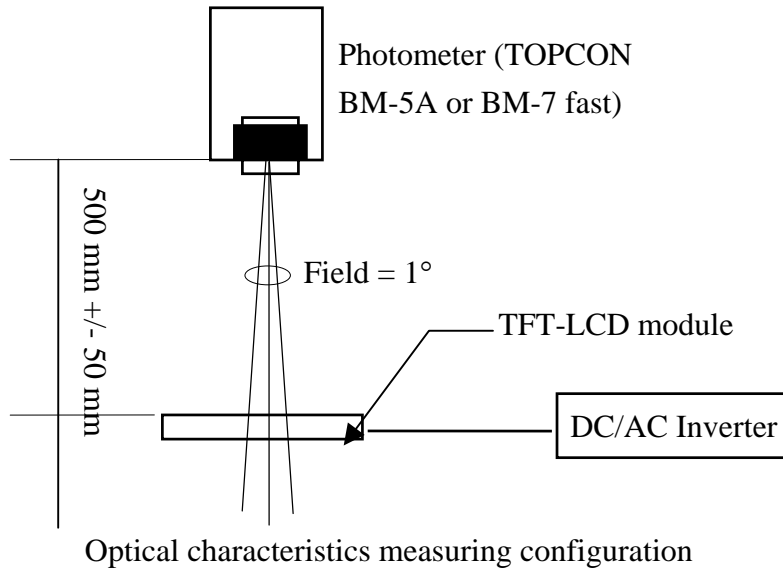 Photometer (TOPCON
BM-5A or BM-7 fast)
500 mm +/- 50 mm
Field = 1°
TFT-LCD module
DC/AC Inverter
Optical characteristics measuring configuration